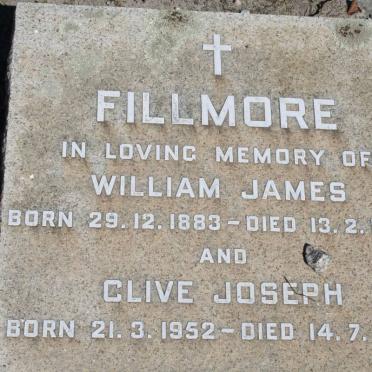 FILLMORE
IN LOVING MEMORY OF
WILLIAM JAMES
BORN 29.12.1883 - DIED 13.2.
AND
CLIVE JOSEPH
BORN 21.3.1952 - DIED 14.7.